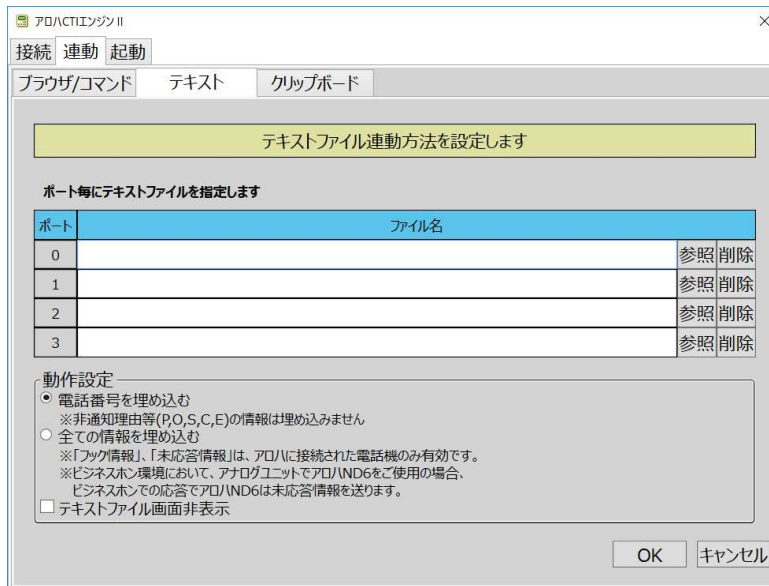 アロハCTIエンジン II
接続 連動 起動
ブラウザ/コマンド テキスト クリップボード
テキストファイル連動方法を設定します
ポート毎にテキストファイルを指定します
ポート ファイル名
0 参照 削除
1 参照 削除
2 参照 削除
3 参照 削除
動作設定
電話番号を埋め込む
※非通知理由等(P,O,S,C,E)の情報は埋め込みません
全ての情報を埋め込む
※「フック情報」、「未応答情報」は、アロハに接続された電話機のみ有効です。
※ビジネスホン環境において、アナログユニットでアロハND6をご使用の場合、
ビジネスホンでの応答でアロハND6は未応答情報を送ります。
テキストファイル画面非表示
OK キャンセル